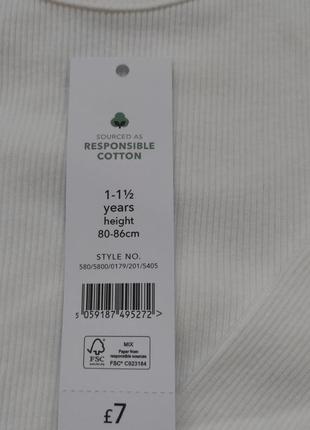 SOURCED AS
RESPONSIBLE
COTTON
1-1½
years
height
80-86cm
STYLE NO.
580/5800/0179/201/5405
5 059187 495272 >
FSC
MIX
Paper from
responsible sources
FSC® C023184
£7